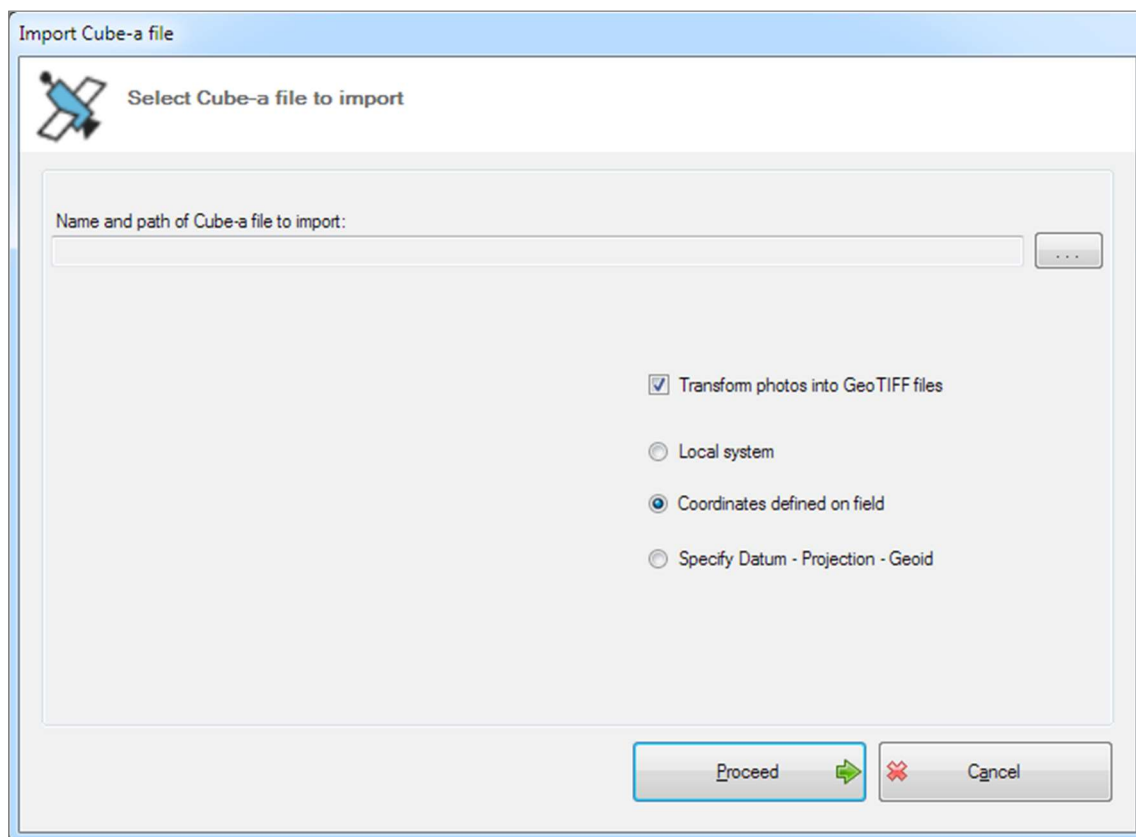 Import Cube-a file
Select Cube-a file to import
Name and path of Cube-a file to import:
...
Transform photos into GeoTIFF files
Local system
Coordinates defined on field
Specify Datum - Projection - Geoid
Proceed
Cancel